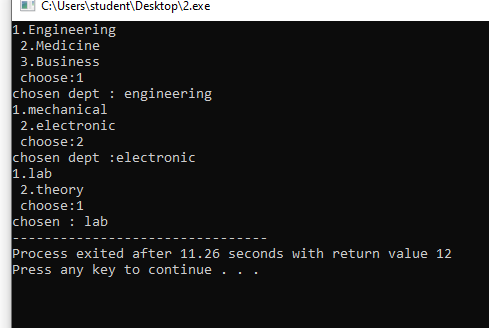 C:\Users\student\Desktop\2.exe
1.Engineering
 2.Medicine
 3.Business
 choose:1
chosen dept : engineering
1.mechanical
 2.electronic
 choose:2
chosen dept :electronic
1.lab
 2.theory
 choose:1
chosen : lab
--------------------------------
Process exited after 11.26 seconds with return value 12
Press any key to continue . . .